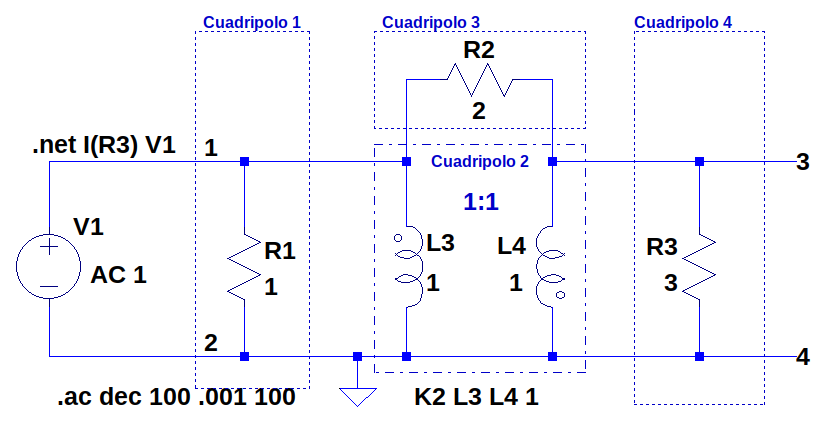 Cuadripolo 1
Cuadripolo 3
Cuadripolo 4
R2
2
.net I(R3) V1
1
Cuadripolo 2
3
1:1
V1
AC 1
R1
1
L3
1
L4
1
R3
3
2
4
.ac dec 100 .001 100
K2 L3 L4 1